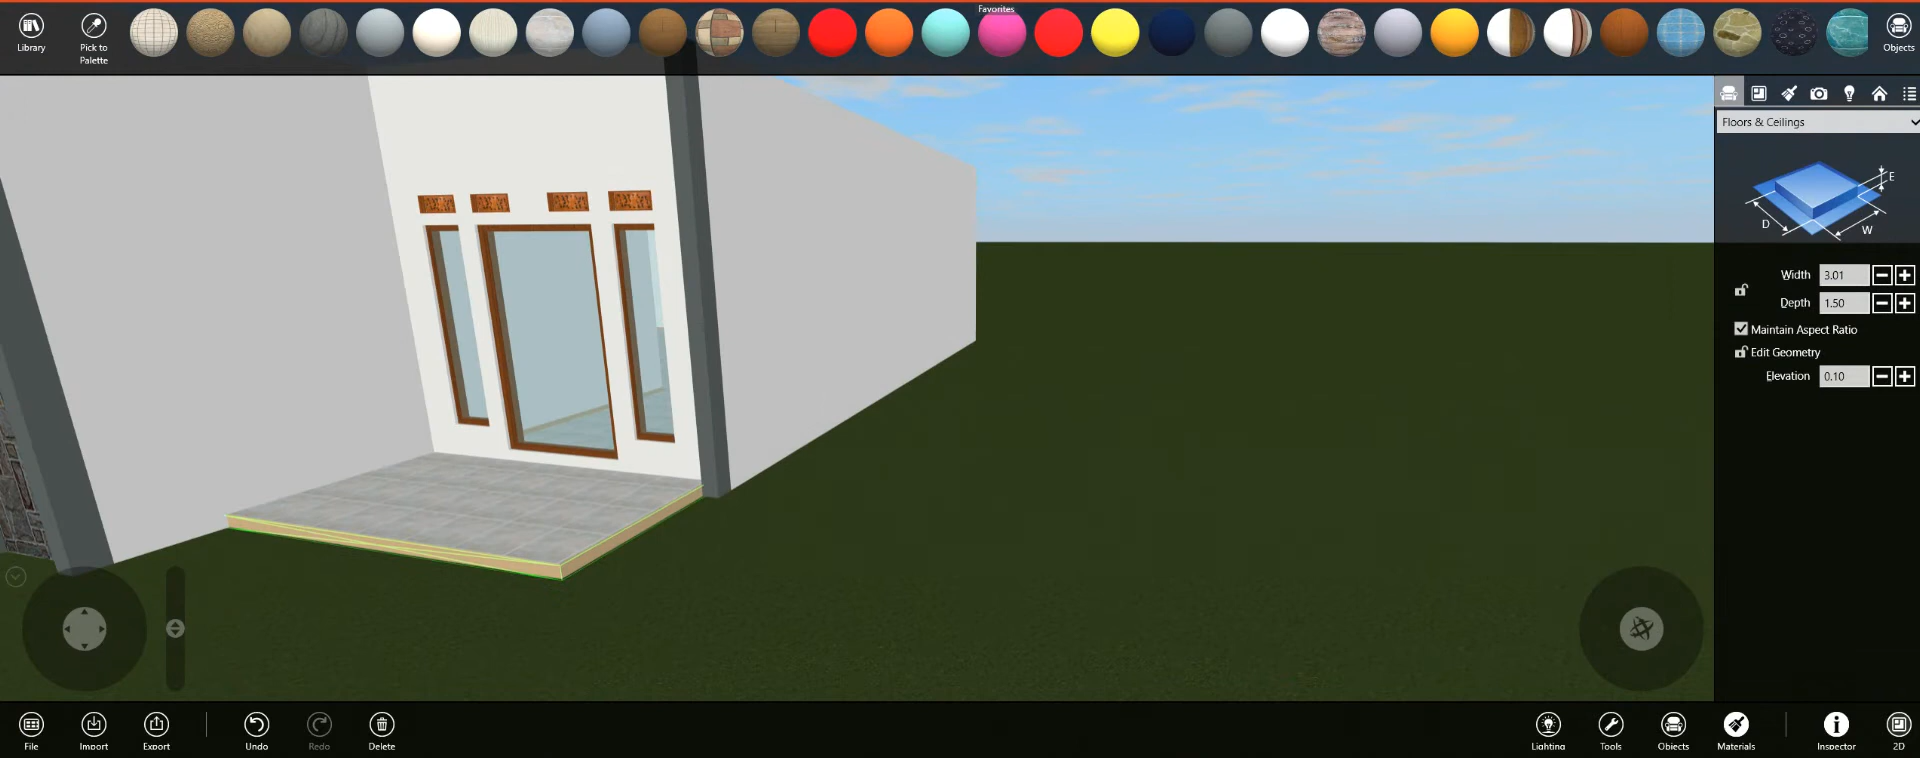 Favorites
Library
Pick to
Palette
Objects
Floors & Ceilings
E
D
W
Width 3.01
Depth 1.50
Maintain Aspect Ratio
Edit Geometry
Elevation 0.10
File
Import
Export
Undo
Redo
Delete
Lighting
Tools
Objects
Materials
Inspector
2D